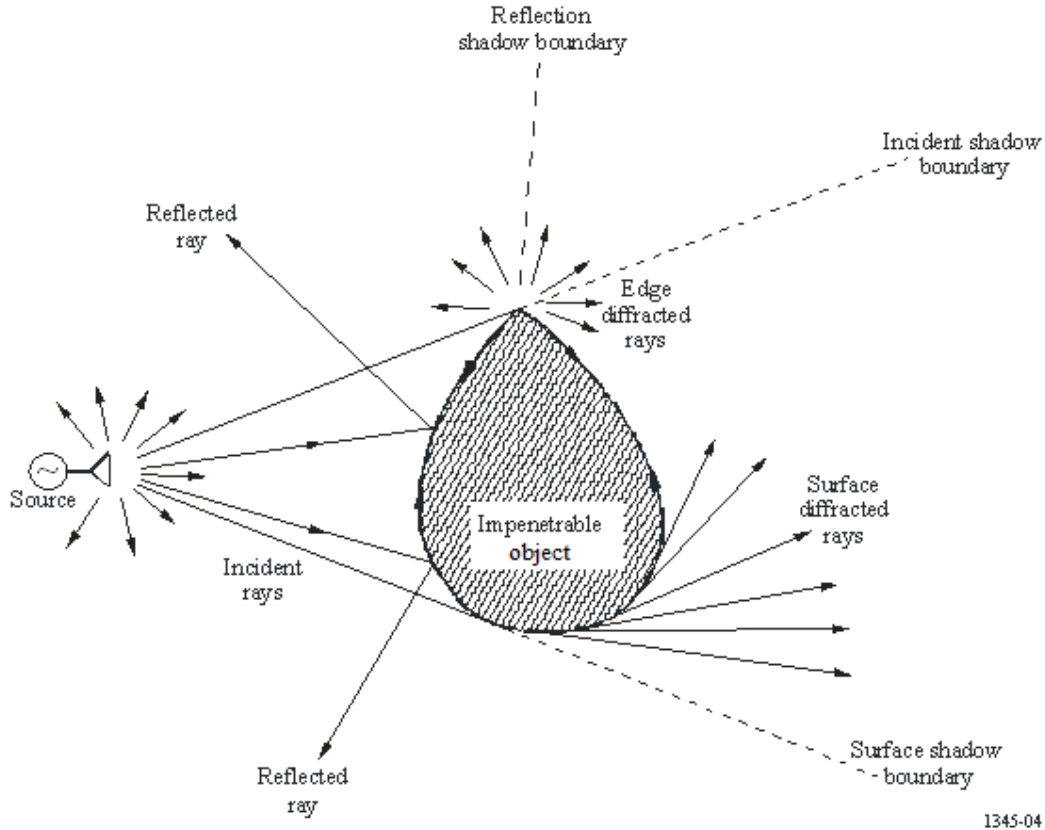 Reflection
shadow boundary
Incident shadow
boundary
Reflected
ray
Edge
diffracted
rays
~
Source
Impenetrable
object
Surface
diffracted
rays
Incident
rays
Reflected
ray
Surface shadow
boundary
1345-04